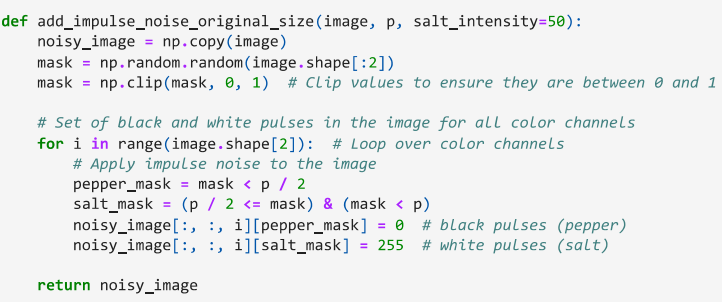 def add_impulse_noise_original_size(image, p, salt_intensity=50):
    noisy_image = np.copy(image)
    mask = np.random.random(image.shape[:2])
    mask = np.clip(mask, 0, 1)  # Clip values to ensure they are between 0 and 1

    # Set of black and white pulses in the image for all color channels
    for i in range(image.shape[2]):  # Loop over color channels
        # Apply impulse noise to the image
        pepper_mask = mask < p / 2
        salt_mask = (p / 2 <= mask) & (mask < p)
        noisy_image[:, :, i][pepper_mask] = 0  # black pulses (pepper)
        noisy_image[:, :, i][salt_mask] = 255  # white pulses (salt)

    return noisy_image